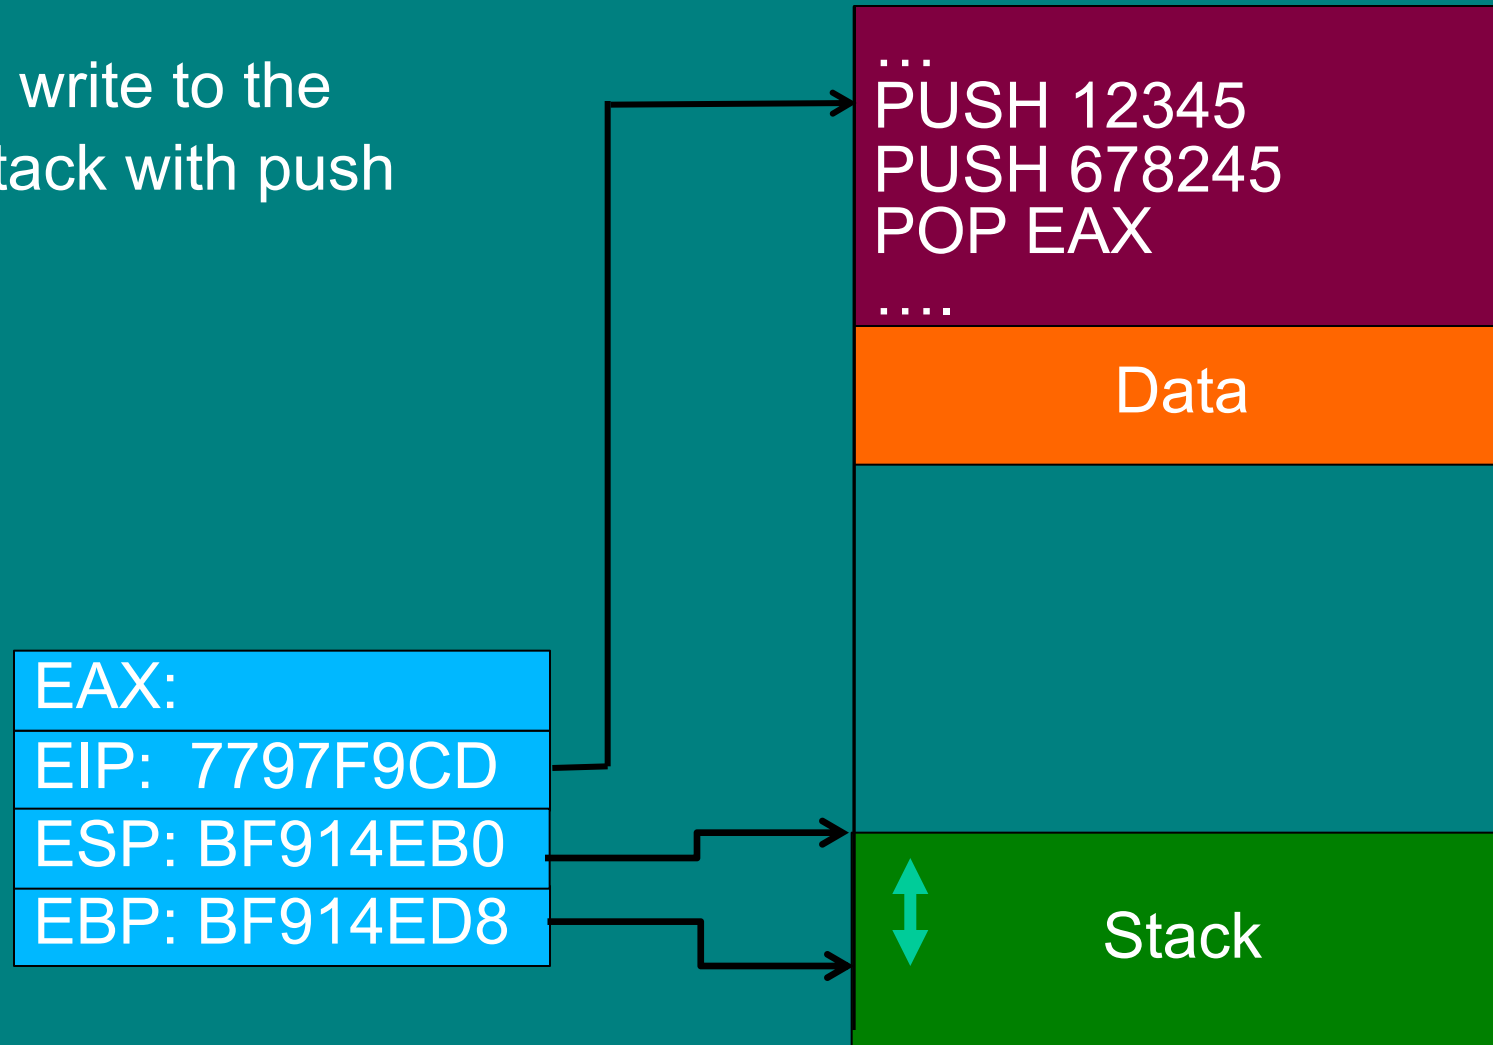 write to the
tack with push
…
PUSH 12345
PUSH 678245
POP EAX
….
Data
EAX:
EIP: 7797F9CD
ESP: BF914EB0
EBP: BF914ED8
Stack